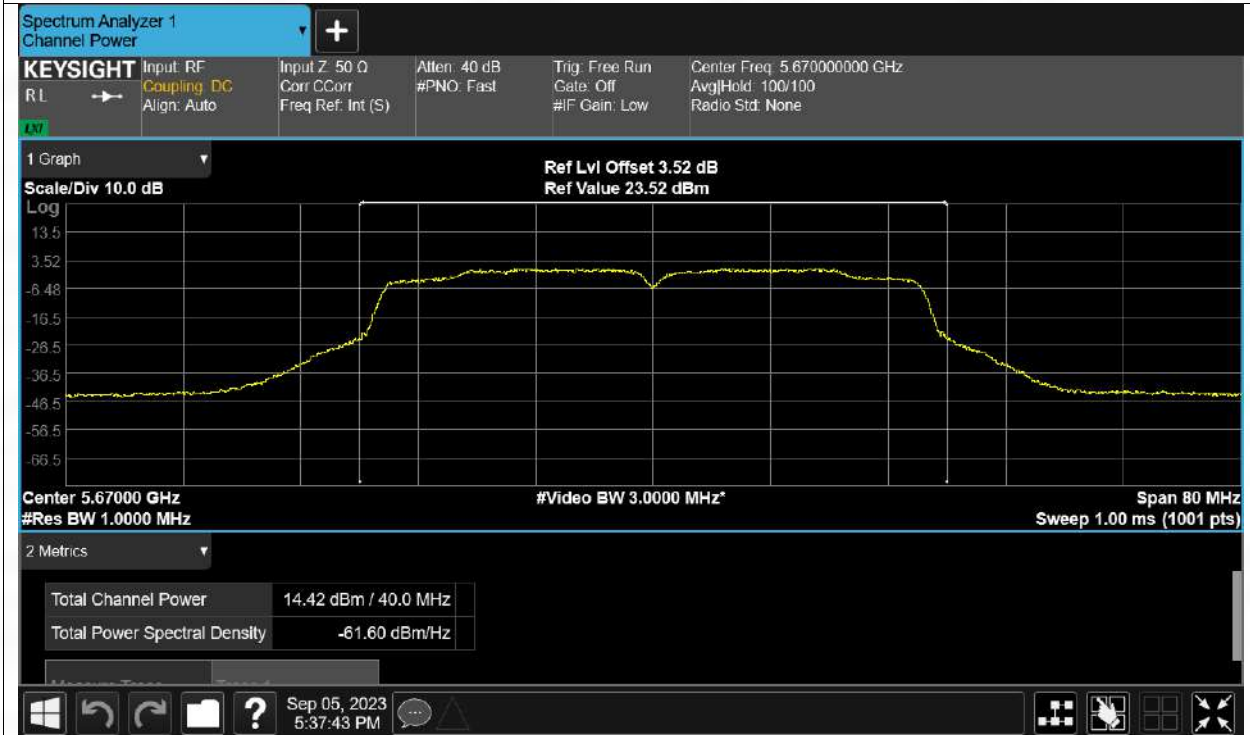 Spectrum Analyzer 1
Channel Power
+
KEYSIGHT Input: RF Input Z: 50 Ω Atten: 40 dB Trig: Free Run Center Freq: 5.670000000 GHz
RL Coupling: DC Corr CCorr #PNO: Fast Gate: Off Avg|Hold: 100/100
Align: Auto Freq Ref: Int (S) #IF Gain: Low Radio Std: None
LXI
1 Graph
Ref Lvl Offset 3.52 dB
Scale/Div 10.0 dB Ref Value 23.52 dBm
Log
13.5
3.52
-6.48
-16.5
-26.5
-36.5
-46.5
-56.5
-66.5
Center 5.67000 GHz #Video BW 3.0000 MHz* Span 80 MHz
#Res BW 1.0000 MHz Sweep 1.00 ms (1001 pts)
2 Metrics
Total Channel Power 14.42 dBm / 40.0 MHz
Total Power Spectral Density -61.60 dBm/Hz
? Sep 05, 2023
5:37:43 PM